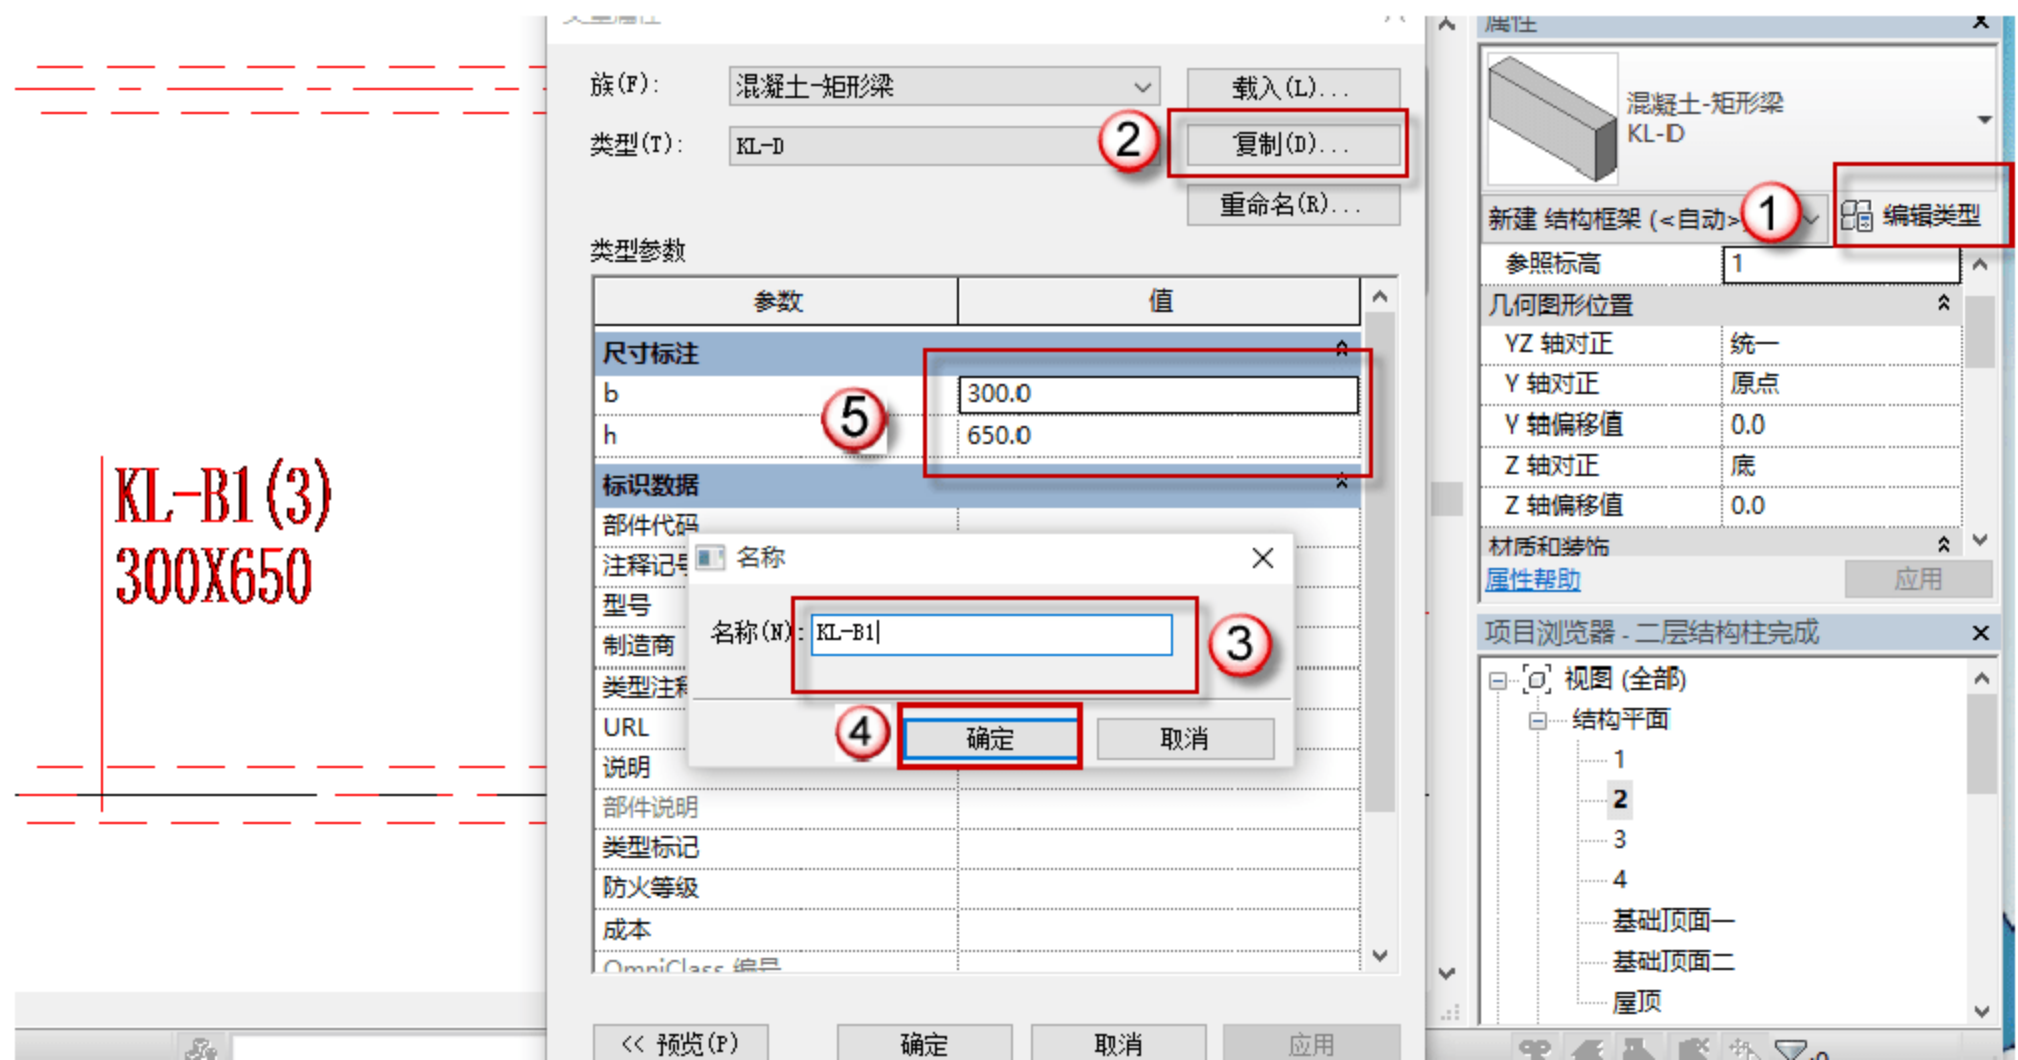 KL-B1(3)
300X650
族(F):
混凝土-矩形梁
载入(L)...
类型(T):
KL-D
2
复制(D)...
重命名(R)...
类型参数
参数
值
尺寸标注
b
300.0
h
650.0
5
标识数据
部件代码
注释记号
型号
制造商
类型注释
URL
说明
部件说明
类型标记
防火等级
成本
OmniClass 编号
名称
名称(N):
KL-B1
3
4
确定
取消
<< 预览(P)
确定
取消
应用
属性
混凝土-矩形梁
KL-D
新建 结构框架 (<自动>
1
编辑类型
参照标高
1
几何图形位置
YZ 轴对正
统一
Y 轴对正
原点
Y 轴偏移值
0.0
Z 轴对正
底
Z 轴偏移值
0.0
材质和装饰
属性帮助
应用
项目浏览器 - 二层结构柱完成
视图 (全部)
结构平面
1
2
3
4
基础顶面一
基础顶面二
屋顶